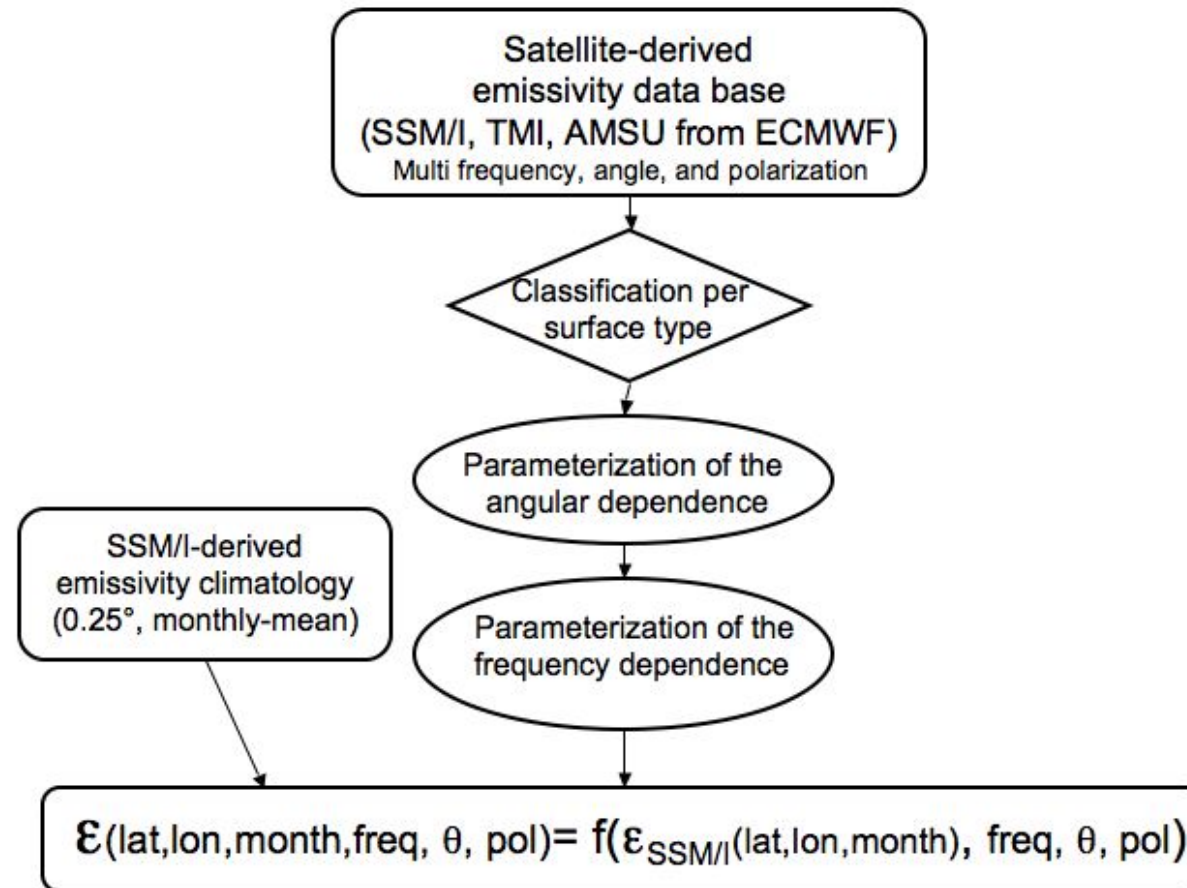 Satellite-derived
emissivity data base
(SSM/I, TMI, AMSU from ECMWF)
Multi frequency, angle, and polarization
Classification per
surface type
Parameterization of the
angular dependence
SSM/I-derived
emissivity climatology
(0.25°, monthly-mean)
Parameterization of the
frequency dependence
ε(lat,lon,month,freq, θ, pol)= f(ε_SSM/I(lat,lon,month), freq, θ, pol)